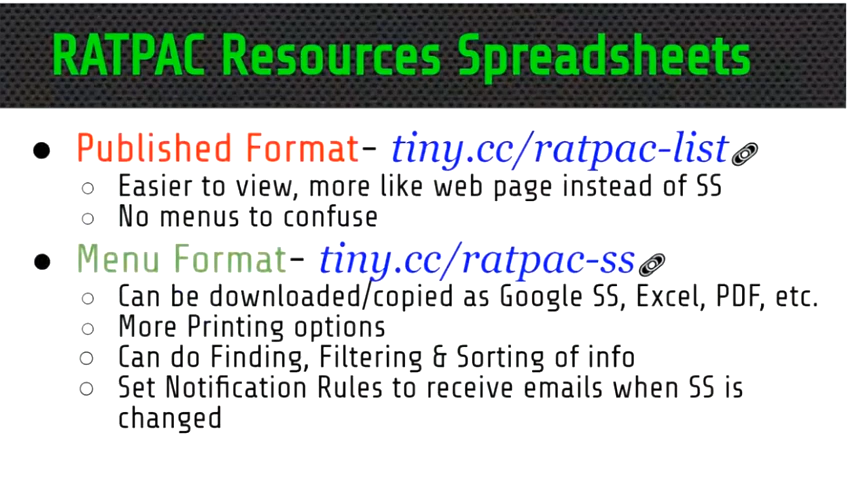 RATPAC Resources Spreadsheets
● Published Format- tiny.cc/ratpac-list
○ Easier to view, more like web page instead of SS
○ No menus to confuse
● Menu Format- tiny.cc/ratpac-ss
○ Can be downloaded/copied as Google SS, Excel, PDF, etc.
○ More Printing options
○ Can do Finding, Filtering & Sorting of info
○ Set Notification Rules to receive emails when SS is
changed